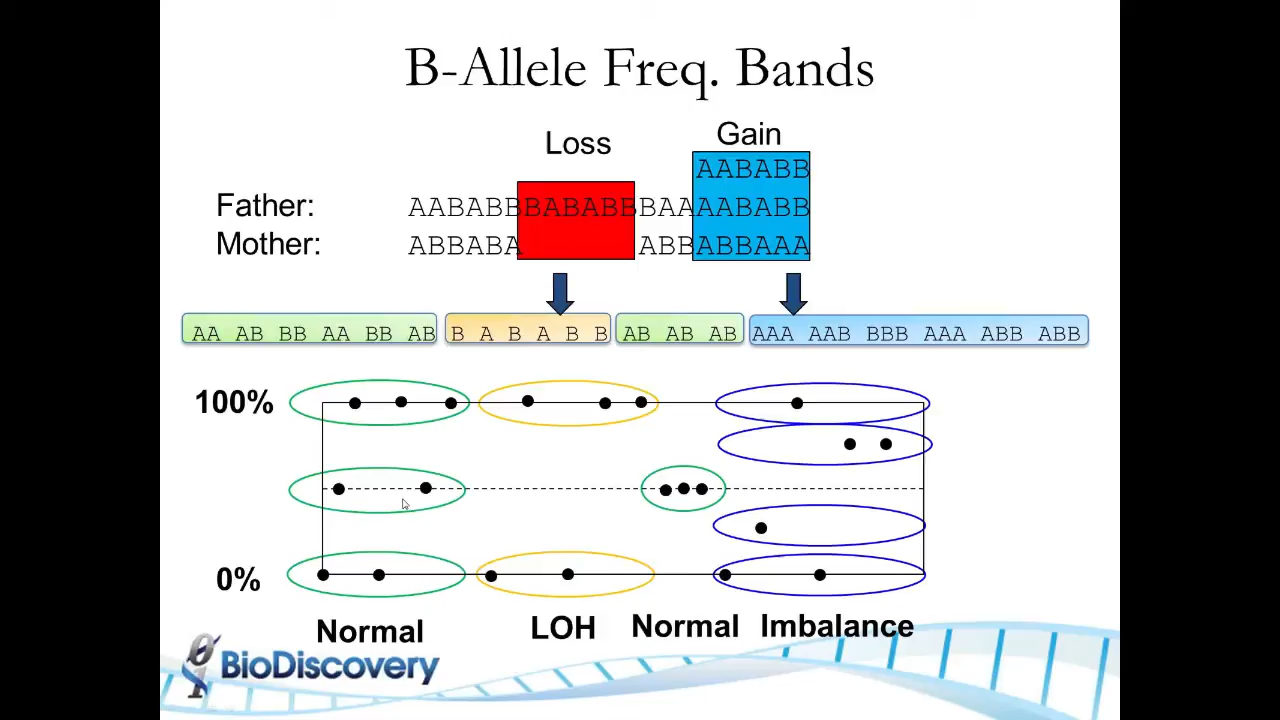 B-Allele Freq. Bands
Loss
Gain
AABABB
Father: AABABBBABABBBAAAABABB
Mother: ABBABA ABBABBAAA
AA AB BB AA BB AB B A B A B B AB AB AB AAA AAB BBB AAA ABB ABB
100%
0%
Normal LOH Normal Imbalance
BioDiscovery